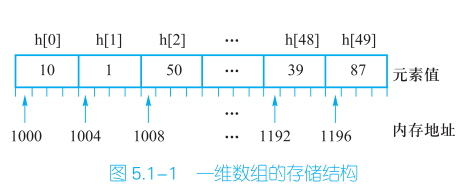 h[0] h[1] h[2] … h[48] h[49]
10 1 50 … 39 87 元素值
…
1000 1004 1008 … 1192 1196 内存地址
图 5.1-1 一维数组的存储结构